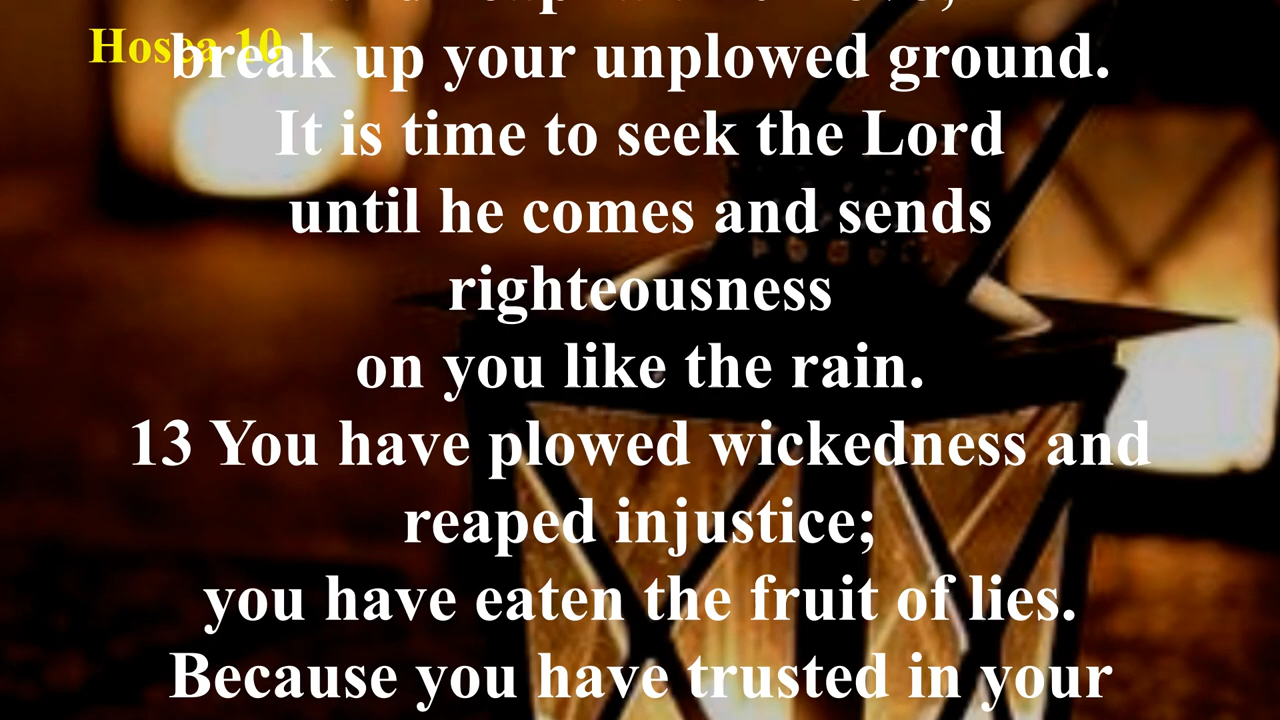 Hosea 10
break up your unplowed ground.
It is time to seek the Lord
until he comes and sends
righteousness
on you like the rain.
13 You have plowed wickedness and
reaped injustice;
you have eaten the fruit of lies.
Because you have trusted in your